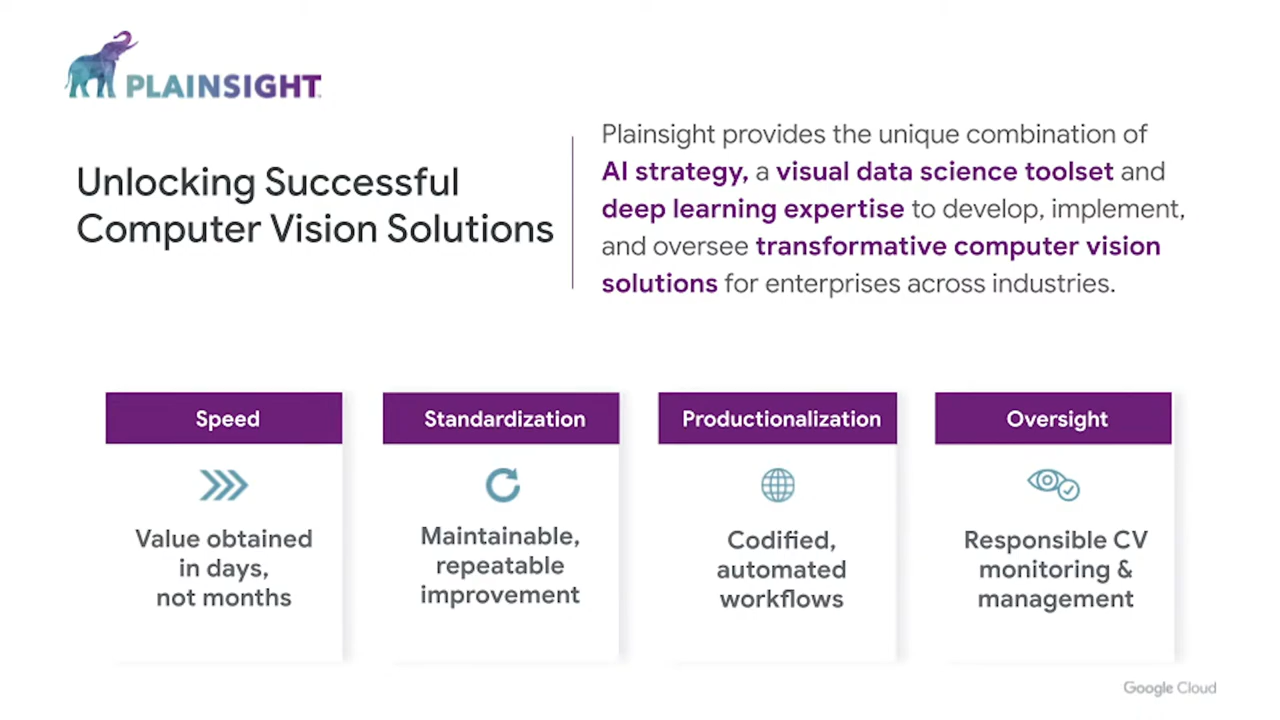 PLAINSIGHT
Unlocking Successful
Computer Vision Solutions
Plainsight provides the unique combination of
AI strategy, a visual data science toolset and
deep learning expertise to develop, implement,
and oversee transformative computer vision
solutions for enterprises across industries.
Speed
Value obtained
in days,
not months
Standardization
Maintainable,
repeatable
improvement
Productionalization
Codified,
automated
workflows
Oversight
Responsible CV
monitoring &
management
Google Cloud